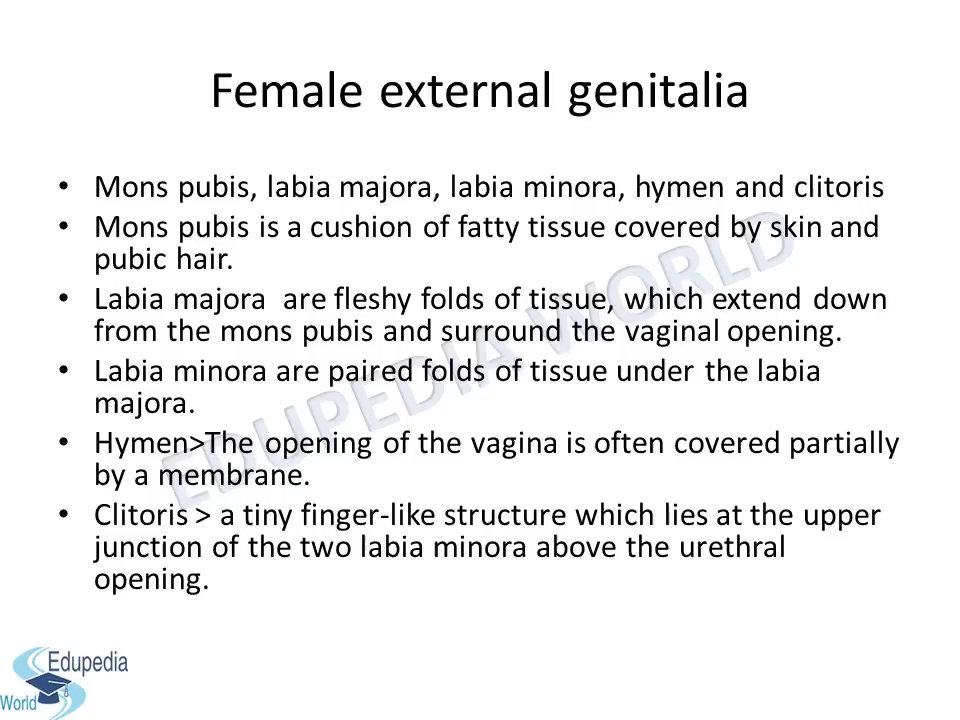 Female external genitalia
• Mons pubis, labia majora, labia minora, hymen and clitoris
• Mons pubis is a cushion of fatty tissue covered by skin and
pubic hair.
• Labia majora  are fleshy folds of tissue, which extend down
from the mons pubis and surround the vaginal opening.
• Labia minora are paired folds of tissue under the labia
majora.
• Hymen>The opening of the vagina is often covered partially
by a membrane.
• Clitoris > a tiny finger-like structure which lies at the upper
junction of the two labia minora above the urethral
opening.
EDUPEDIA WORLD
Edupedia
World